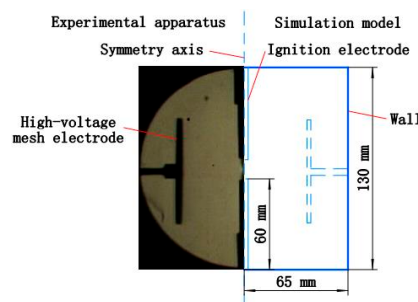 Experimental apparatus
Simulation model
Symmetry axis
Ignition electrode
High-voltage
mesh electrode
Wall
130 mm
60 mm
65 mm